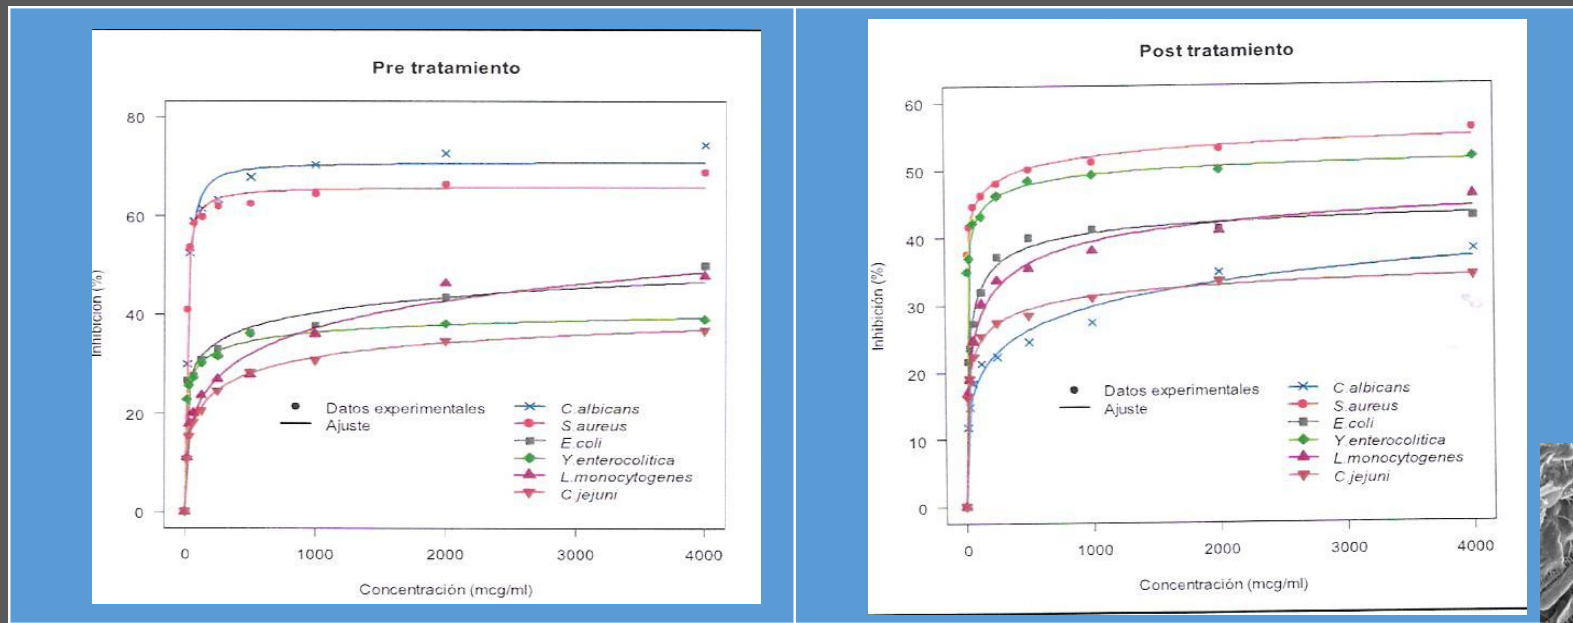 Pre tratamiento
80
60
40
20
0
Inhibicion (%)
0 1000 2000 3000 4000
Concentración (mcg/ml)
Datos experimentales
Ajuste
C.albicans
S.aureus
E.coli
Y.enterocolitica
L.monocytogenes
C.jejuni
Post tratamiento
60
50
40
30
20
10
0
Inhibición (%)
0 1000 2000 3000 4000
Concentración (mcg/ml)
Datos experimentales
Ajuste
C.albicans
S.aureus
E.coli
Y.enterocolitica
L.monocytogenes
C.jejuni